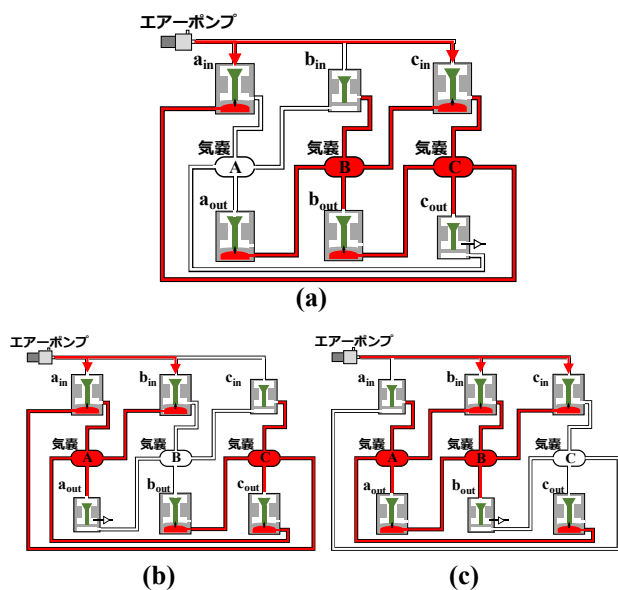 エアーポンプ
a_in
b_in
c_in
気嚢
気嚢
気嚢
A
B
C
a_out
b_out
c_out
(a)
エアーポンプ
a_in
b_in
c_in
気嚢
気嚢
気嚢
A
B
C
a_out
b_out
c_out
(b)
エアーポンプ
a_in
b_in
c_in
気嚢
気嚢
気嚢
A
B
C
a_out
b_out
c_out
(c)